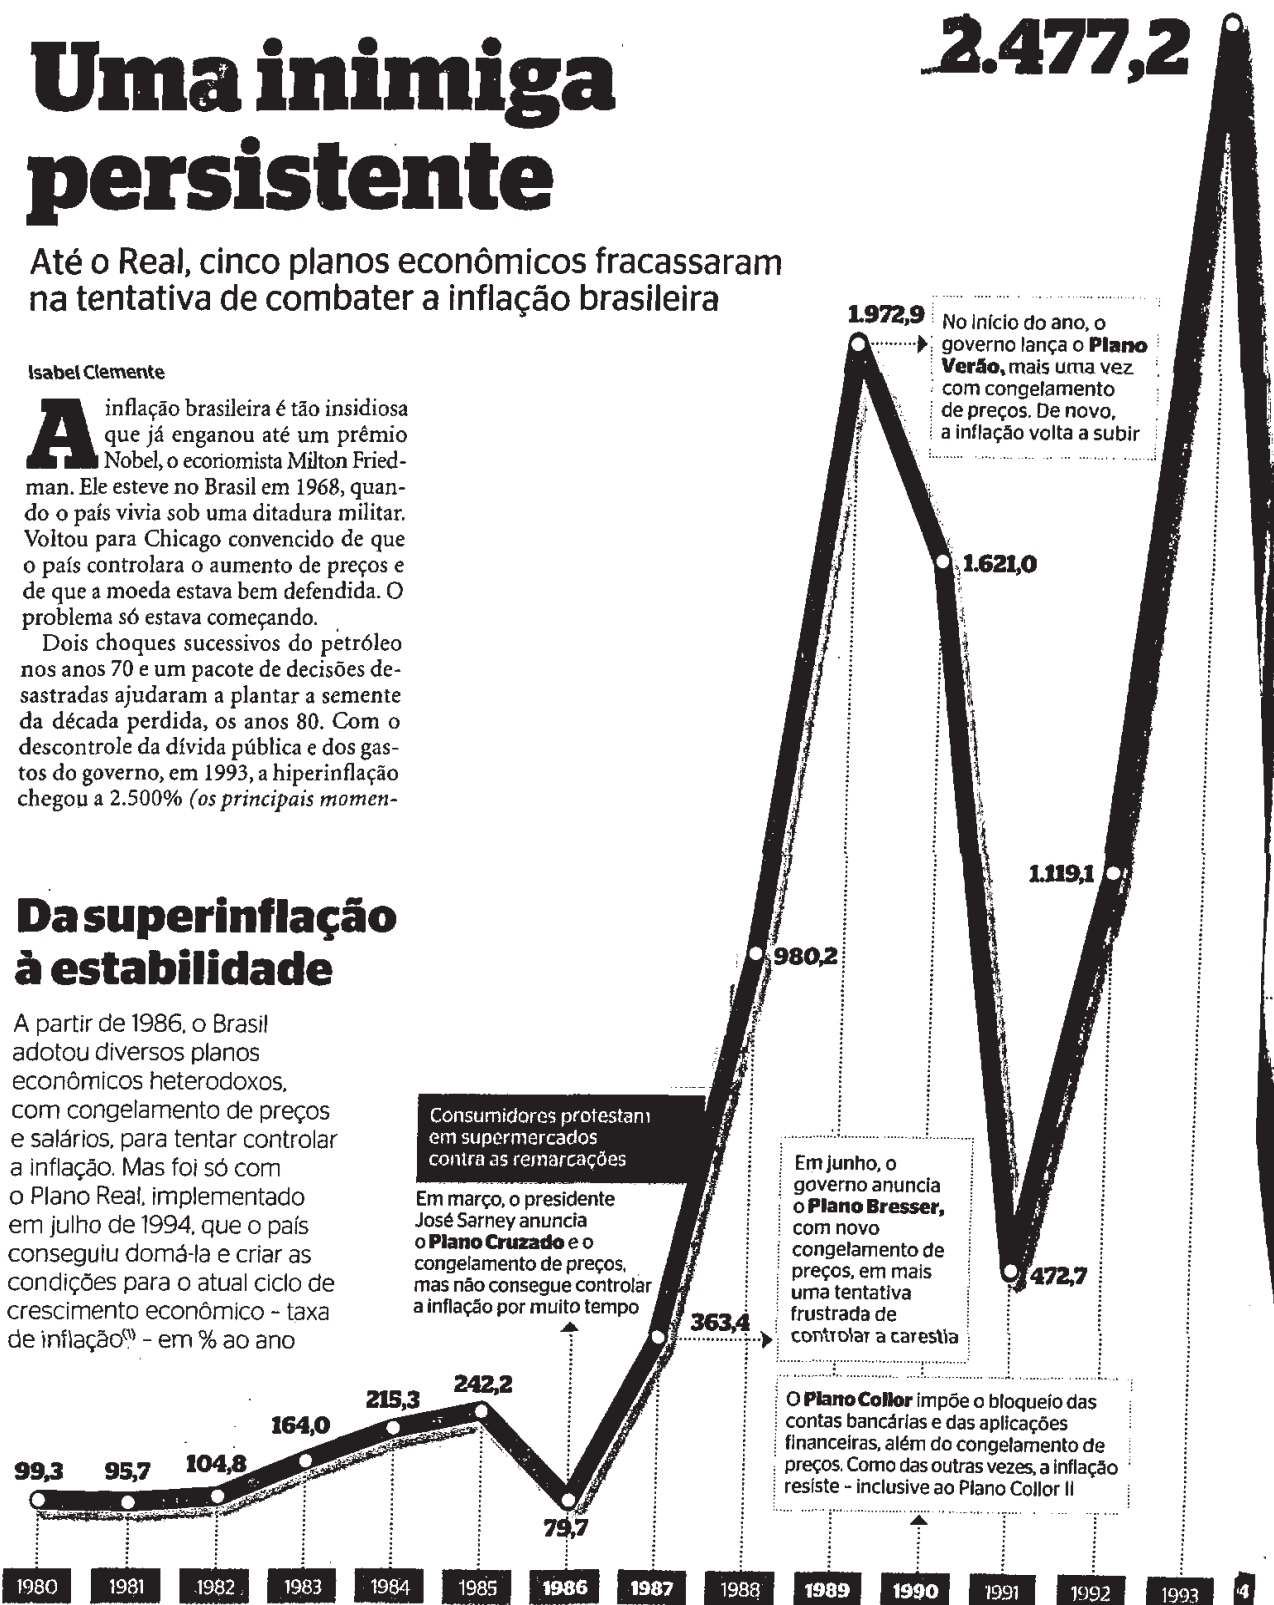 Uma inimiga
persistente
Até o Real, cinco planos econômicos fracassaram
na tentativa de combater a inflação brasileira
Isabel Clemente
A inflação brasileira é tão insidiosa
que já enganou até um prêmio
Nobel, o economista Milton Fried-
man. Ele esteve no Brasil em 1968, quan-
do o país vivia sob uma ditadura militar.
Voltou para Chicago convencido de que
o país controlara o aumento de preços e
de que a moeda estava bem defendida. O
problema só estava começando.
Dois choques sucessivos do petróleo
nos anos 70 e um pacote de decisões de-
sastradas ajudaram a plantar a semente
da década perdida, os anos 80. Com o
descontrole da dívida pública e dos gas-
tos do governo, em 1993, a hiperinflação
chegou a 2.500% (os principais momen-
Da superinflação
à estabilidade
A partir de 1986, o Brasil
adotou diversos planos
econômicos heterodoxos,
com congelamento de preços
e salários, para tentar controlar
a inflação. Mas foi só com
o Plano Real, implementado
em julho de 1994, que o país
conseguiu domá-la e criar as
condições para o atual ciclo de
crescimento econômico - taxa
de inflação(1) - em % ao ano
99,3
95,7
104,8
164,0
215,3
242,2
79,7
363,4
980,2
1.972,9
1.621,0
472,7
1.119,1
2.477,2
Consumidores protestam
em supermercados
contra as remarcações
Em março, o presidente
José Sarney anuncia
o Plano Cruzado e o
congelamento de preços,
mas não consegue controlar
a inflação por muito tempo
Em junho, o
governo anuncia
o Plano Bresser,
com novo
congelamento de
preços, em mais
uma tentativa
frustrada de
controlar a carestia
No início do ano, o
governo lança o Plano
Verão, mais uma vez
com congelamento
de preços. De novo,
a inflação volta a subir
O Plano Collor impõe o bloqueio das
contas bancárias e das aplicações
financeiras, além do congelamento de
preços. Como das outras vezes, a inflação
resiste - inclusive ao Plano Collor II
1980 1981 1982 1983 1984 1985 1986 1987 1988 1989 1990 1991 1992 1993 4